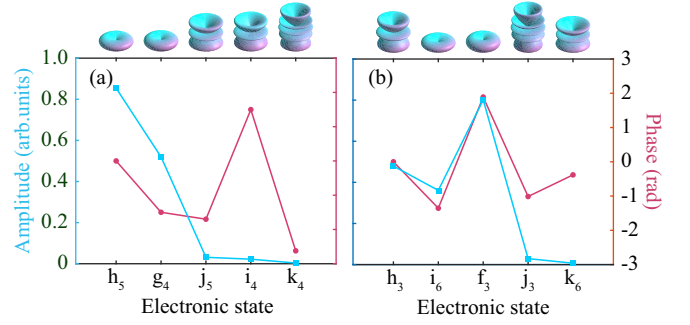 (a)
(b)
Amplitude (arb.units)
1.0
0.8
0.6
0.4
0.2
0
h₅ g₄ j₅ i₄ k₄
Electronic state
h₃ i₆ f₃ j₃ k₆
Electronic state
3
2
1
0
-1
-2
-3
Phase (rad)